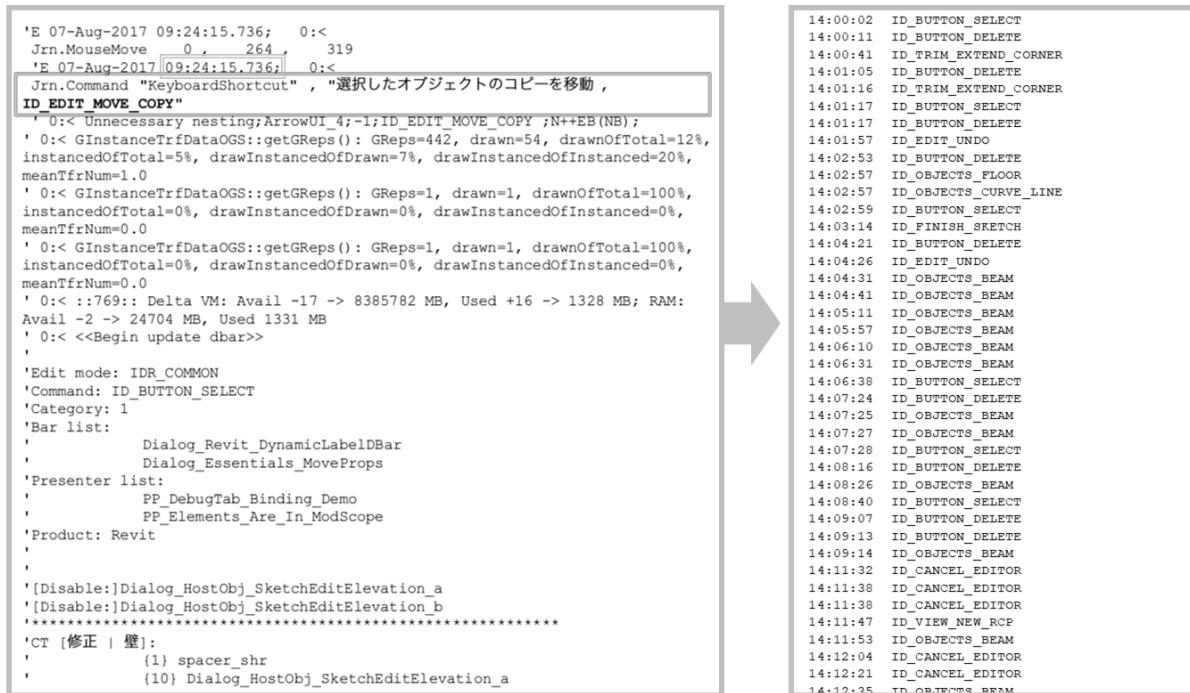 'E 07-Aug-2017 09:24:15.736;   0:<
Jrn.MouseMove    0 ,    264 ,    319
'E 07-Aug-2017 09:24:15.736;   0:<
Jrn.Command "KeyboardShortcut" , "選択したオブジェクトのコピーを移動 ,
ID_EDIT_MOVE_COPY"
' 0:< Unnecessary nesting;ArrowUI_4;-1;ID_EDIT_MOVE_COPY ;N++EB(NB);
' 0:< GInstanceTrfDataOGS::getGReps(): GReps=442, drawn=54, drawnOfTotal=12%,
instancedOfTotal=5%, drawInstancedOfDrawn=7%, drawInstancedOfInstanced=20%,
meanTfrNum=1.0
' 0:< GInstanceTrfDataOGS::getGReps(): GReps=1, drawn=1, drawnOfTotal=100%,
instancedOfTotal=0%, drawInstancedOfDrawn=0%, drawInstancedOfInstanced=0%,
meanTfrNum=0.0
' 0:< GInstanceTrfDataOGS::getGReps(): GReps=1, drawn=1, drawnOfTotal=100%,
instancedOfTotal=0%, drawInstancedOfDrawn=0%, drawInstancedOfInstanced=0%,
meanTfrNum=0.0
' 0:< ::769:: Delta VM: Avail -17 -> 8385782 MB, Used +16 -> 1328 MB; RAM:
Avail -2 -> 24704 MB, Used 1331 MB
' 0:< <<Begin update dbar>>
'
'Edit mode: IDR_COMMON
'Command: ID_BUTTON_SELECT
'Category: 1
'Bar list:
'            Dialog_Revit_DynamicLabelDBar
'            Dialog_Essentials_MoveProps
'Presenter list:
'            PP_DebugTab_Binding_Demo
'            PP_Elements_Are_In_ModScope
'Product: Revit
'
'
'[Disable:]Dialog_HostObj_SketchEditElevation_a
'[Disable:]Dialog_HostObj_SketchEditElevation_b
'************************************************************
'CT [修正 | 壁]:
'            {1} spacer_shr
'            {10} Dialog_HostObj_SketchEditElevation_a
14:00:02  ID_BUTTON_SELECT
14:00:11  ID_BUTTON_DELETE
14:00:41  ID_TRIM_EXTEND_CORNER
14:01:05  ID_BUTTON_DELETE
14:01:16  ID_TRIM_EXTEND_CORNER
14:01:17  ID_BUTTON_SELECT
14:01:17  ID_BUTTON_DELETE
14:01:57  ID_EDIT_UNDO
14:02:53  ID_BUTTON_DELETE
14:02:57  ID_OBJECTS_FLOOR
14:02:57  ID_OBJECTS_CURVE_LINE
14:02:59  ID_BUTTON_SELECT
14:03:14  ID_FINISH_SKETCH
14:04:21  ID_BUTTON_DELETE
14:04:26  ID_EDIT_UNDO
14:04:31  ID_OBJECTS_BEAM
14:04:41  ID_OBJECTS_BEAM
14:05:11  ID_OBJECTS_BEAM
14:05:57  ID_OBJECTS_BEAM
14:06:10  ID_OBJECTS_BEAM
14:06:31  ID_OBJECTS_BEAM
14:06:38  ID_BUTTON_SELECT
14:07:24  ID_BUTTON_DELETE
14:07:25  ID_OBJECTS_BEAM
14:07:27  ID_OBJECTS_BEAM
14:07:28  ID_BUTTON_SELECT
14:08:16  ID_BUTTON_DELETE
14:08:26  ID_OBJECTS_BEAM
14:08:40  ID_BUTTON_SELECT
14:09:07  ID_BUTTON_DELETE
14:09:13  ID_BUTTON_DELETE
14:09:14  ID_OBJECTS_BEAM
14:11:32  ID_CANCEL_EDITOR
14:11:38  ID_CANCEL_EDITOR
14:11:38  ID_CANCEL_EDITOR
14:11:47  ID_VIEW_NEW_RCP
14:11:53  ID_OBJECTS_BEAM
14:12:04  ID_CANCEL_EDITOR
14:12:21  ID_CANCEL_EDITOR
14:12:35  ID_OBJECTS_BEAM